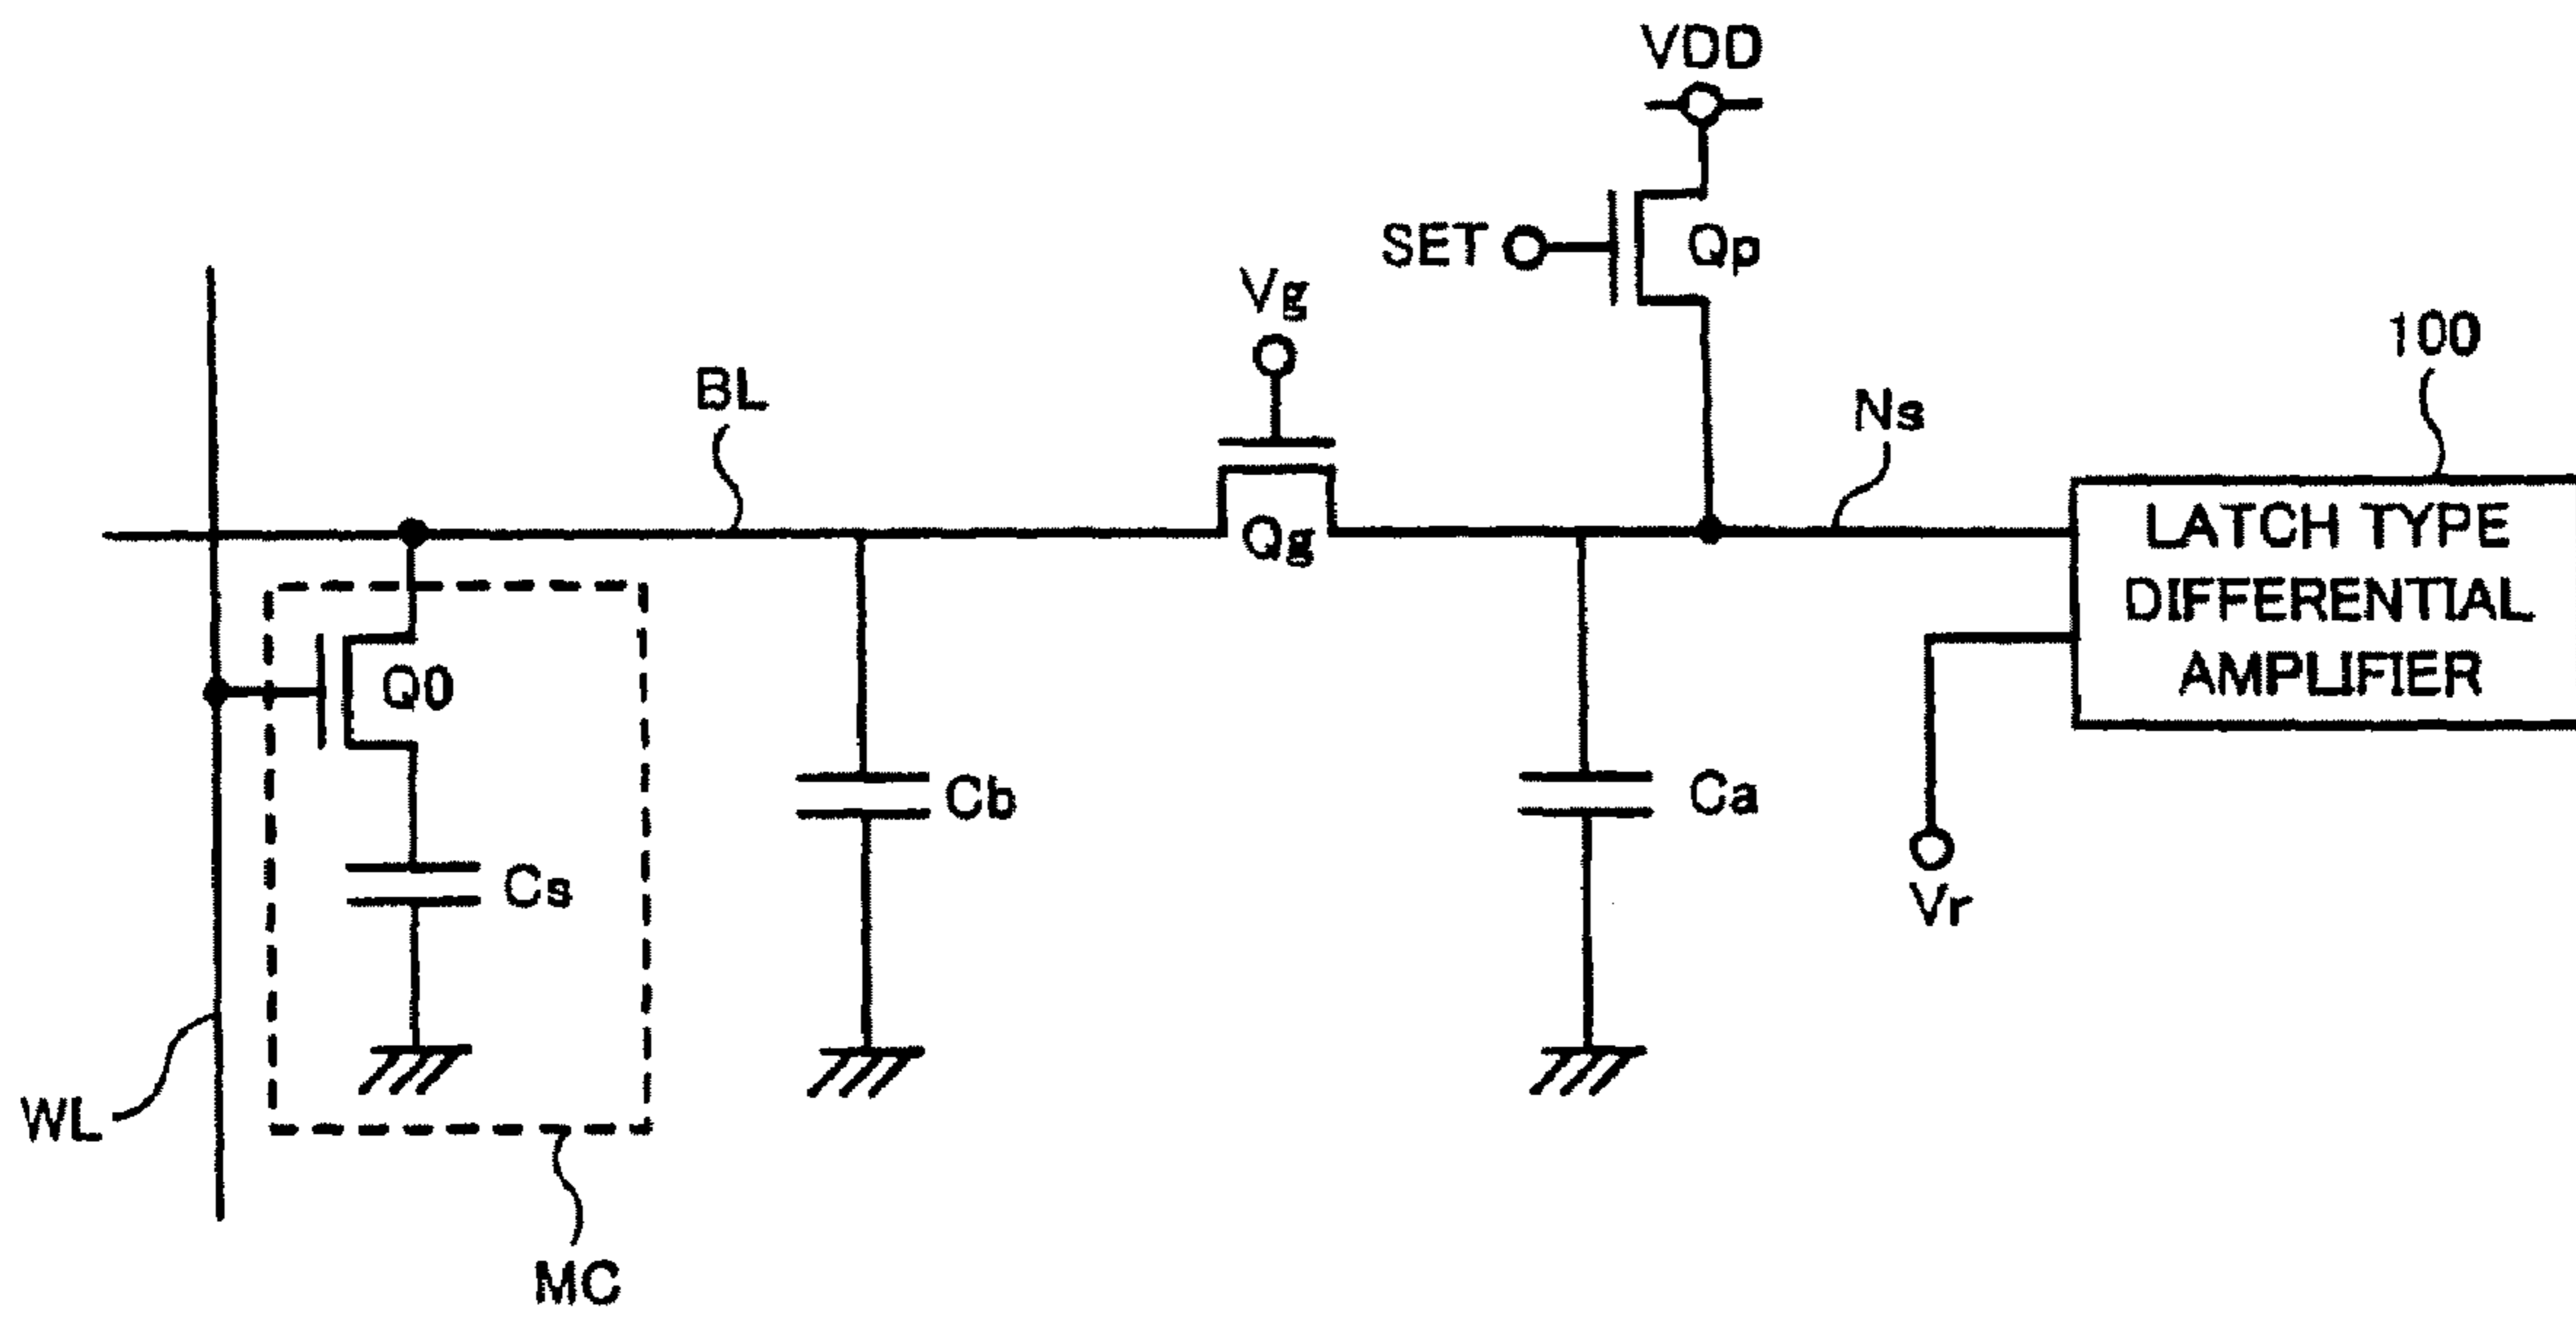 VDD
SET
Qp
Vg
100
BL
Ns
Qg
LATCH TYPE
DIFFERENTIAL
AMPLIFIER
Q0
Cb
Ca
Cs
Vr
WL
MC